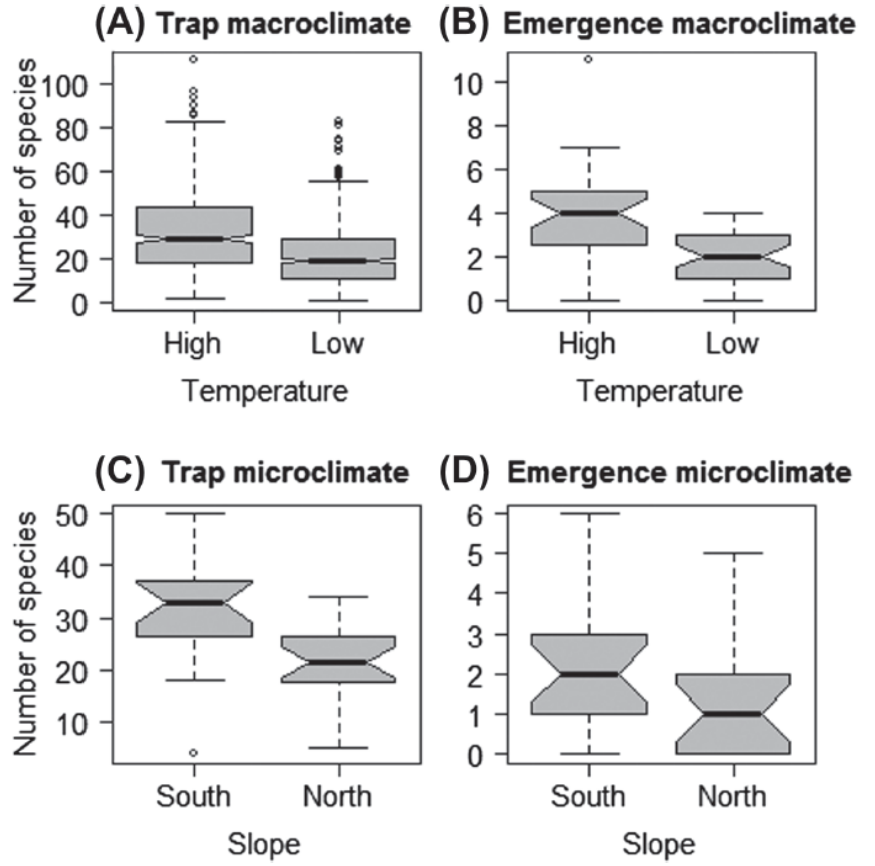 (A) Trap macroclimate
Number of species
100
80
60
40
20
0
High Low
Temperature
(B) Emergence macroclimate
10
8
6
4
2
0
High Low
Temperature
(C) Trap microclimate
Number of species
50
40
30
20
10
South North
Slope
(D) Emergence microclimate
6
5
4
3
2
1
0
South North
Slope